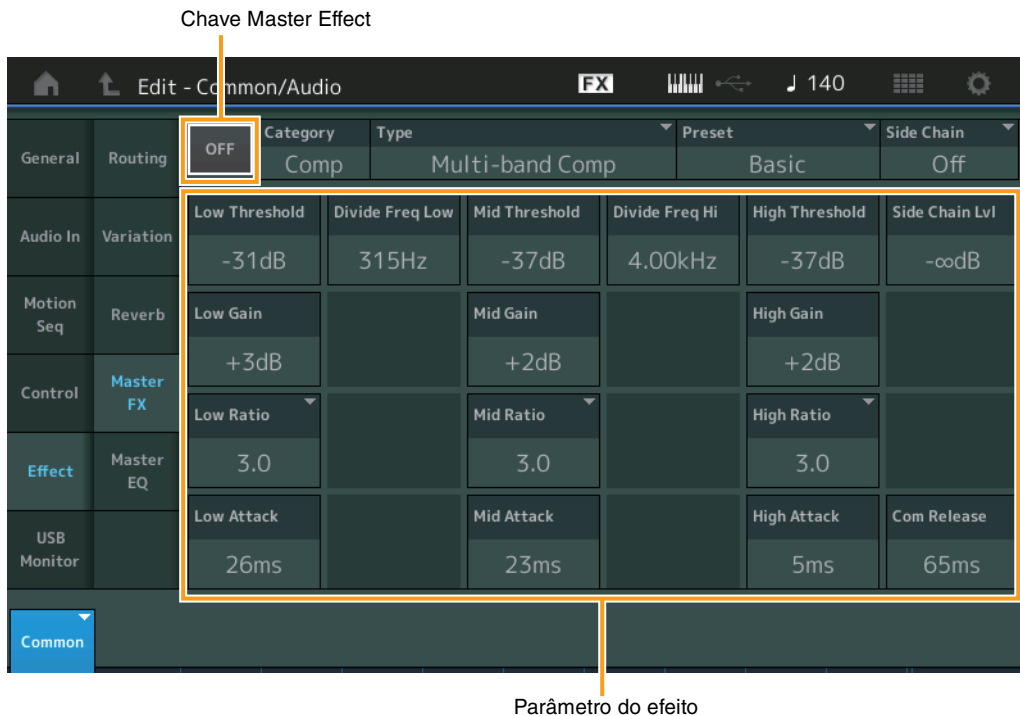 Chave Master Effect
Edit - Common/Audio
FX
♩ 140
General
Routing
OFF
Category
Comp
Type
Multi-band Comp
Preset
Basic
Side Chain
Off
Audio In
Variation
Low Threshold
-31dB
Divide Freq Low
315Hz
Mid Threshold
-37dB
Divide Freq Hi
4.00kHz
High Threshold
-37dB
Side Chain Lvl
-∞dB
Motion
Seq
Reverb
Low Gain
+3dB
Mid Gain
+2dB
High Gain
+2dB
Control
Master
FX
Low Ratio
3.0
Mid Ratio
3.0
High Ratio
3.0
Effect
Master
EQ
Low Attack
26ms
Mid Attack
23ms
High Attack
5ms
Com Release
65ms
USB
Monitor
Common
Parâmetro do efeito